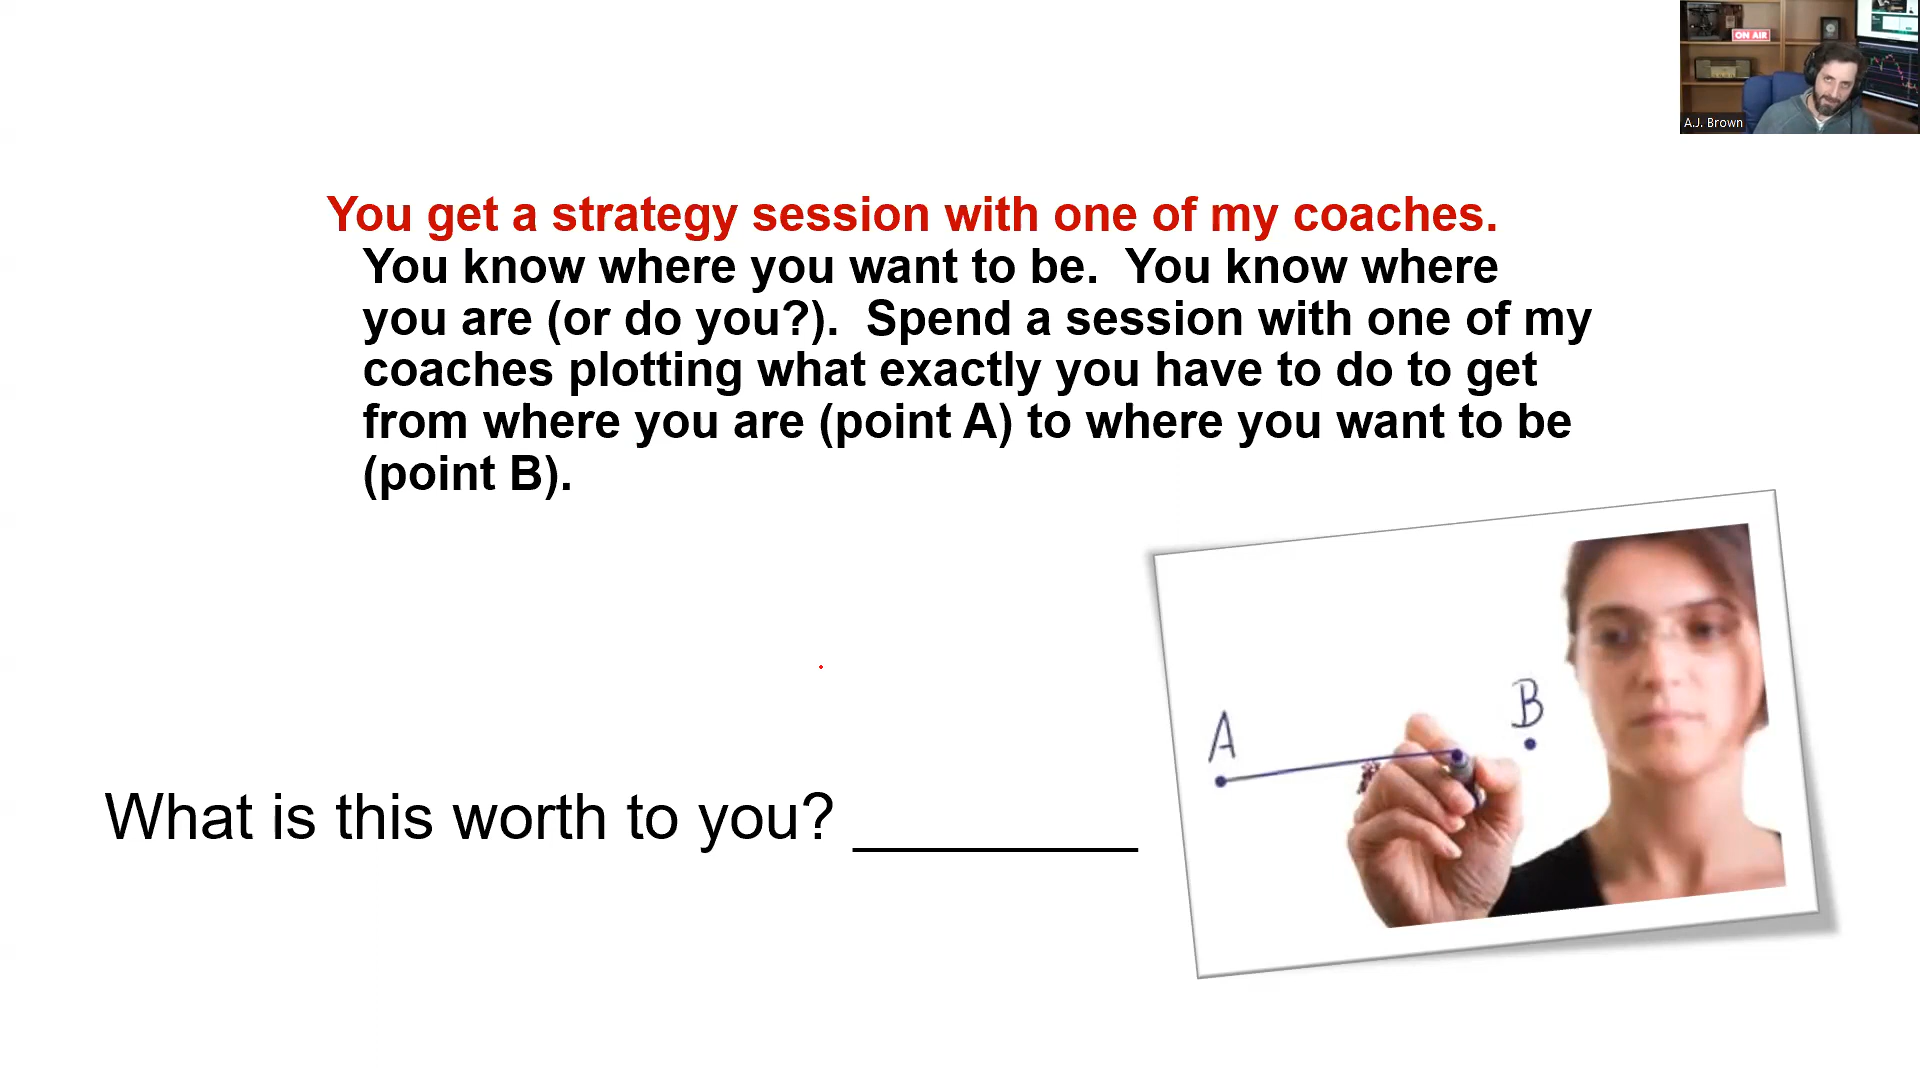 ON AIR
A.J. Brown
You get a strategy session with one of my coaches.
You know where you want to be. You know where
you are (or do you?). Spend a session with one of my
coaches plotting what exactly you have to do to get
from where you are (point A) to where you want to be
(point B).
A
B
What is this worth to you? _________